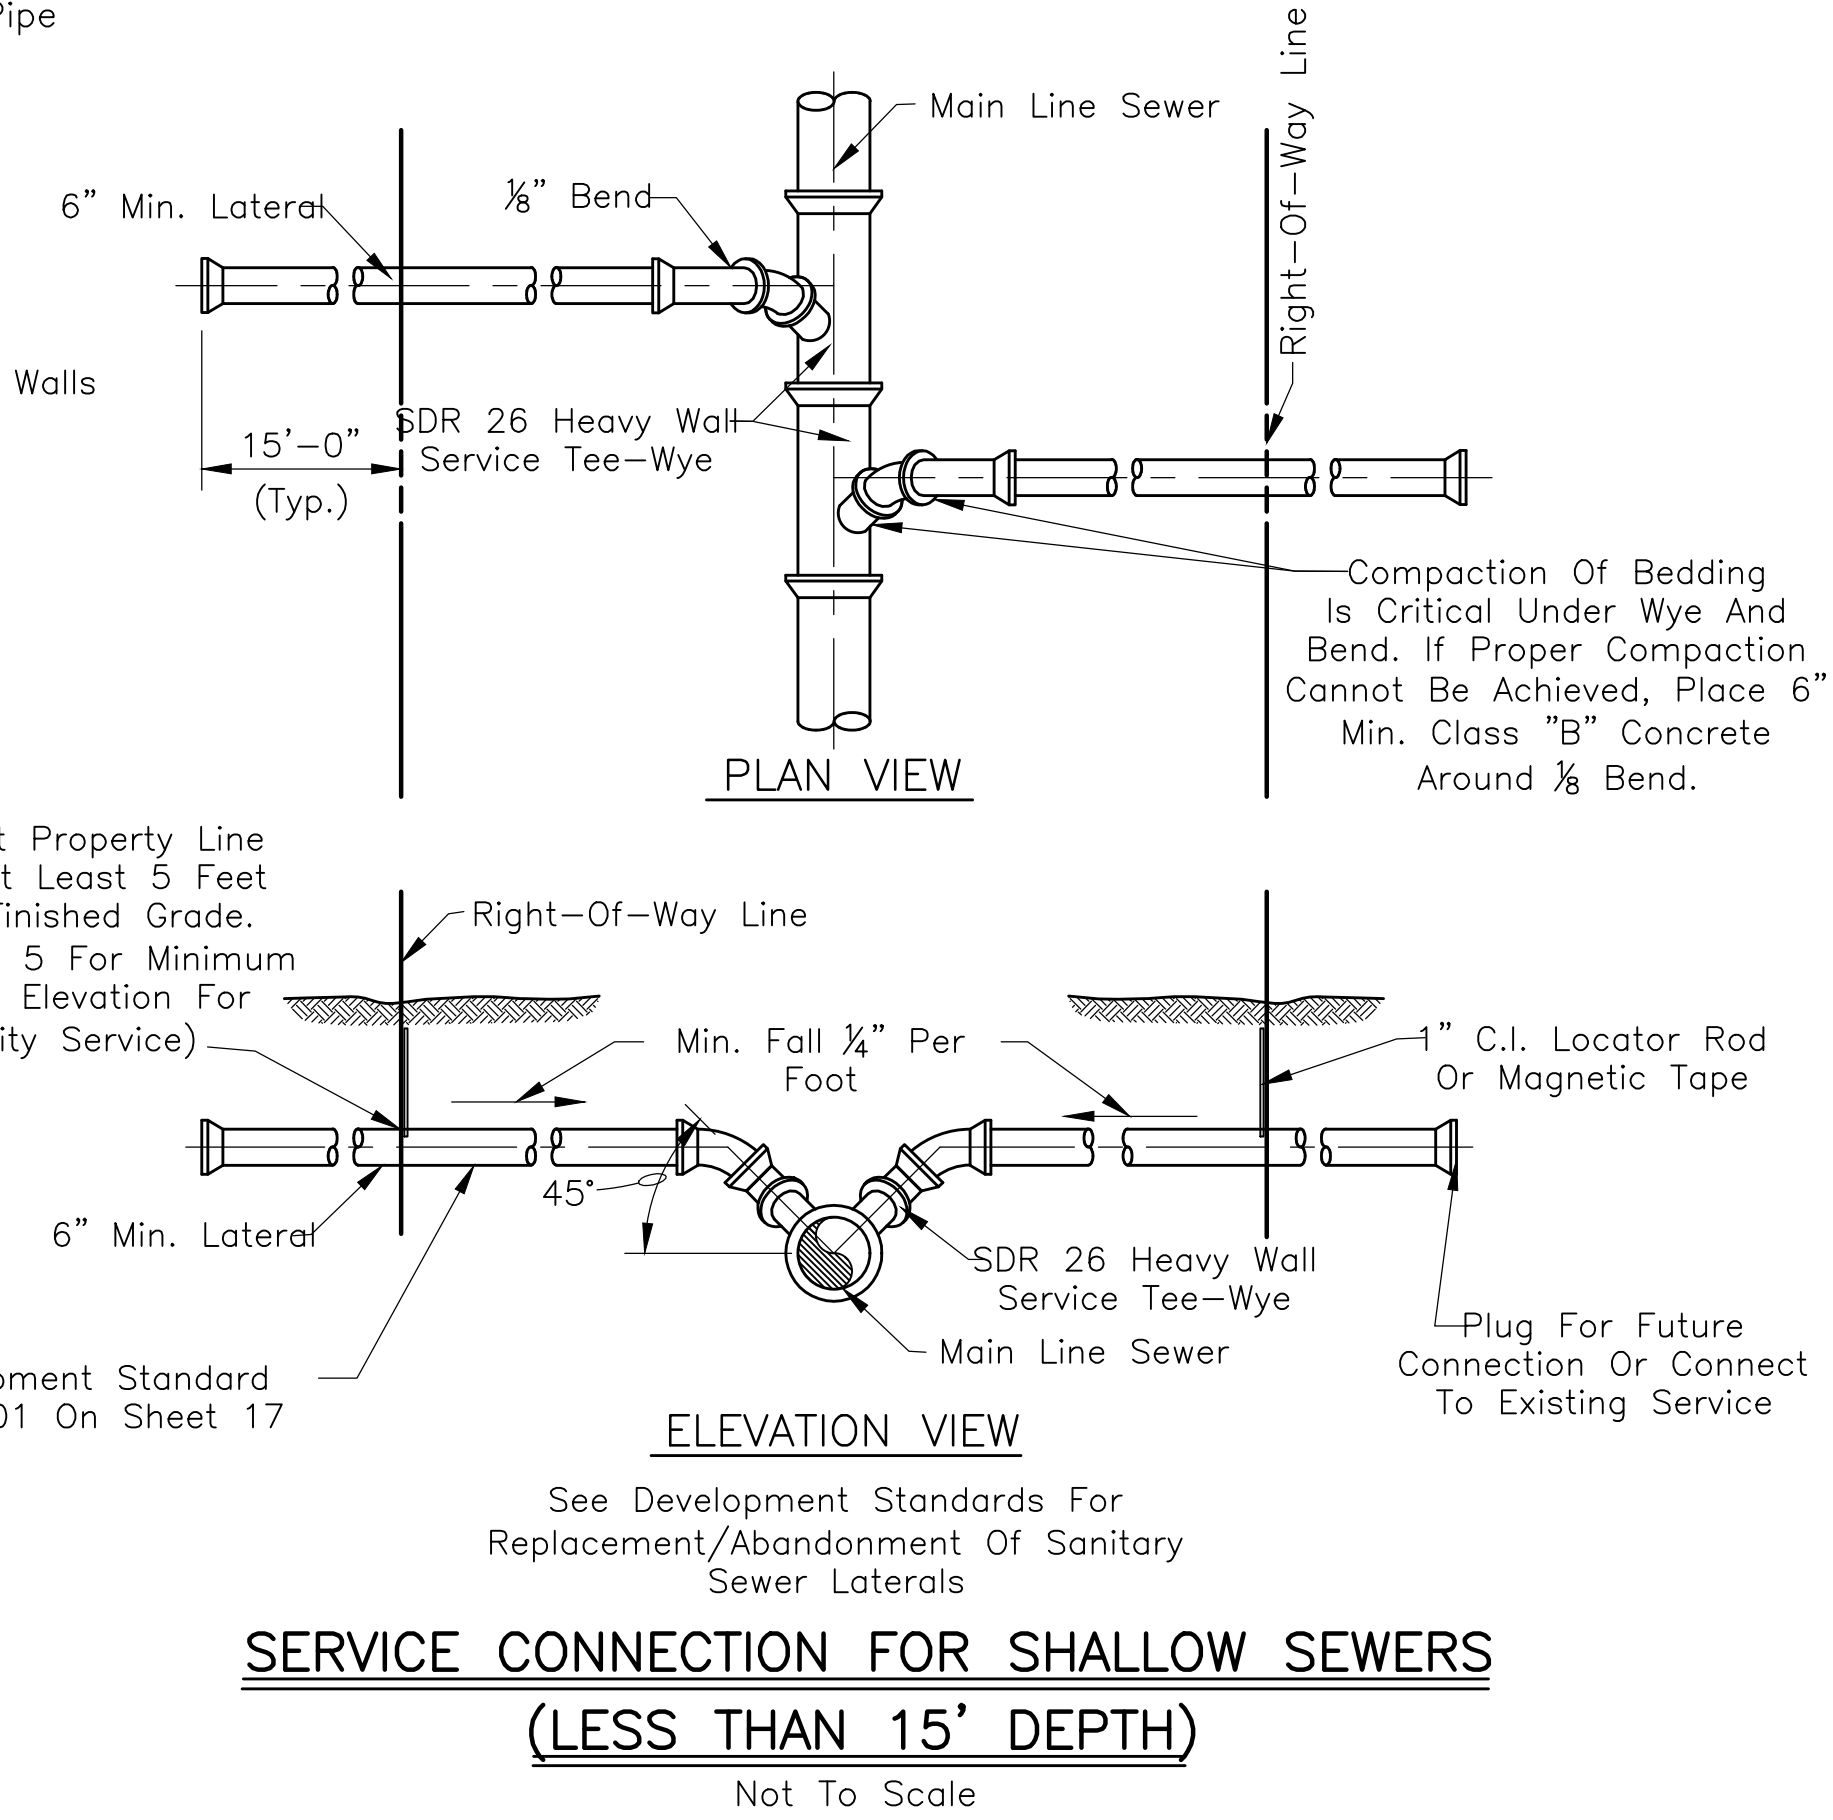 Pipe
Main Line Sewer
Right-Of-Way Line
6” Min. Lateral
⅛” Bend
Walls
SDR 26 Heavy Wall
Service Tee-Wye
15’-0”
(Typ.)
Compaction Of Bedding
Is Critical Under Wye And
Bend. If Proper Compaction
Cannot Be Achieved, Place 6”
Min. Class ”B” Concrete
Around ⅛ Bend.
PLAN VIEW
Property Line
Least 5 Feet
Finished Grade.
5 For Minimum
Elevation For
Service)
Right-Of-Way Line
Min. Fall ¼” Per
Foot
1” C.I. Locator Rod
Or Magnetic Tape
45°
6” Min. Lateral
SDR 26 Heavy Wall
Service Tee-Wye
Main Line Sewer
Plug For Future
Connection Or Connect
To Existing Service
Standard
01 On Sheet 17
ELEVATION VIEW
See Development Standards For
Replacement/Abandonment Of Sanitary
Sewer Laterals
SERVICE CONNECTION FOR SHALLOW SEWERS
(LESS THAN 15’ DEPTH)
Not To Scale